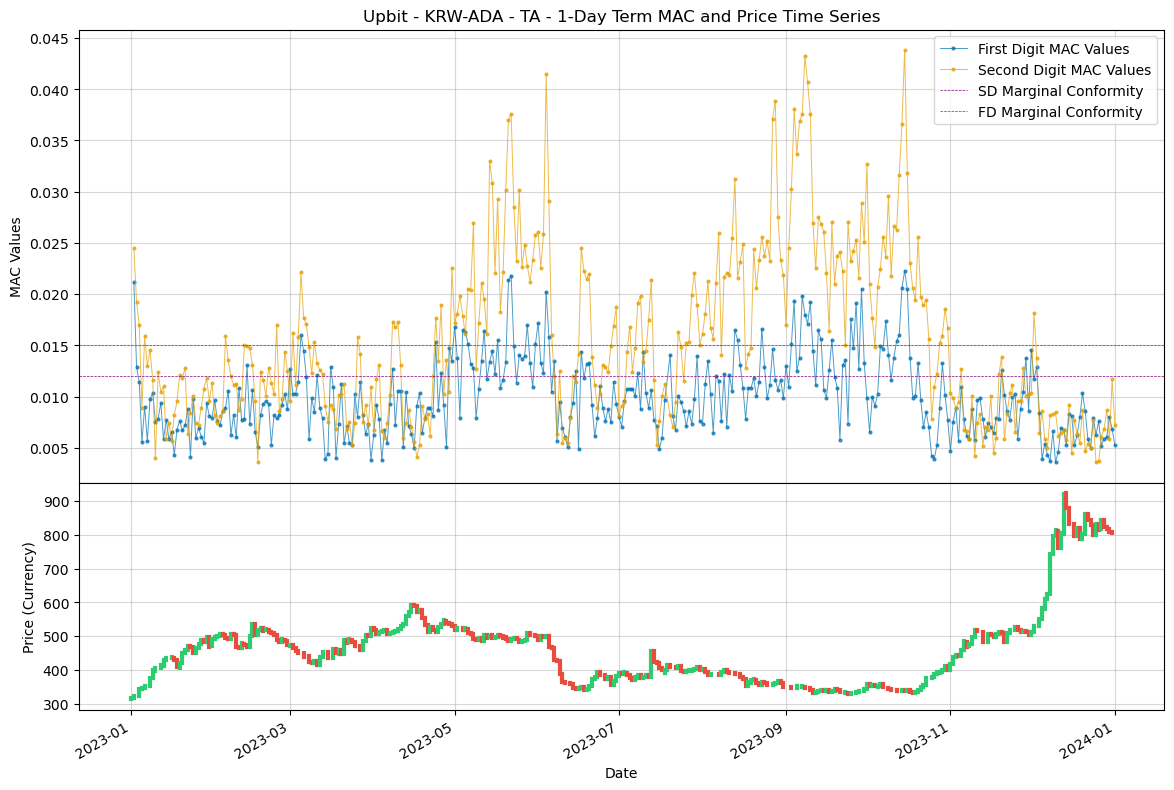 Upbit - KRW-ADA - TA - 1-Day Term MAC and Price Time Series
First Digit MAC Values
Second Digit MAC Values
SD Marginal Conformity
FD Marginal Conformity
MAC Values
0.045
0.040
0.035
0.030
0.025
0.020
0.015
0.010
0.005
Price (Currency)
900
800
700
600
500
400
300
2023-01
2023-03
2023-05
2023-07
2023-09
2023-11
2024-01
Date